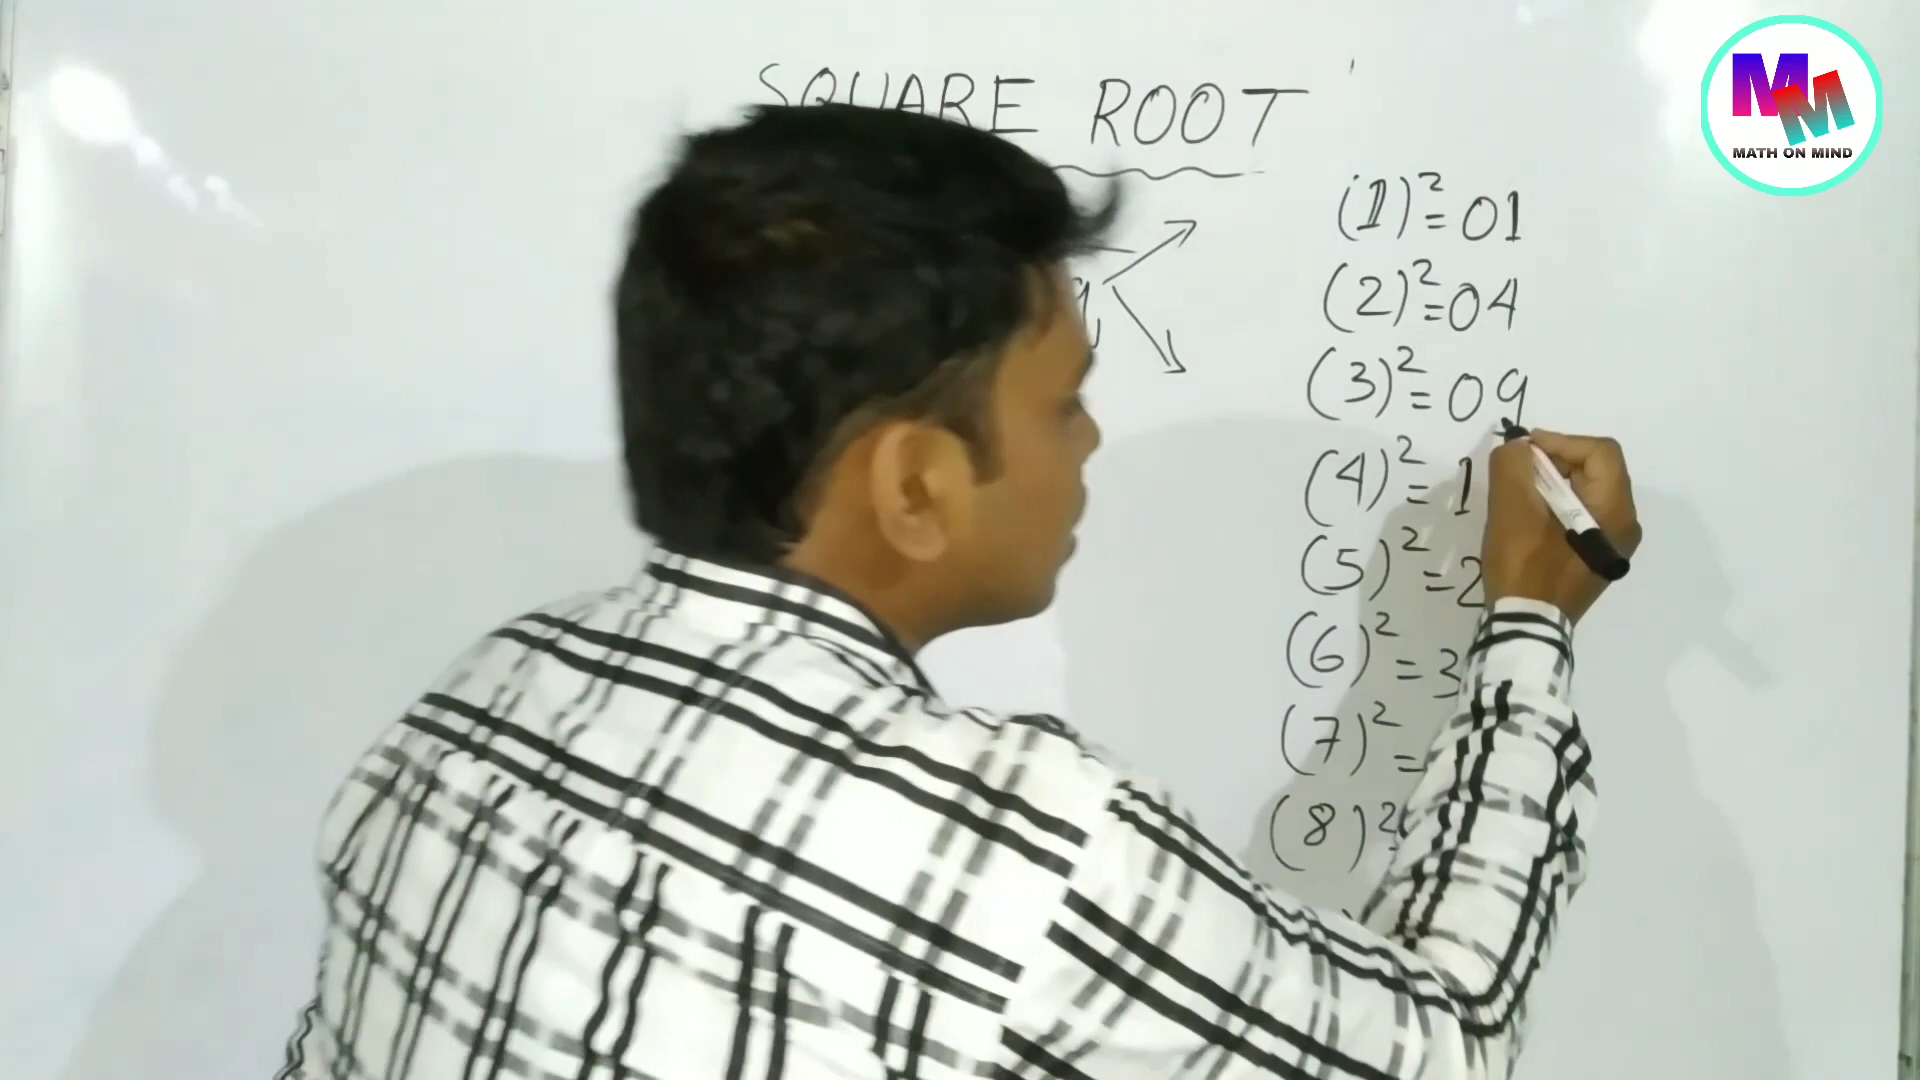 SQUARE ROOT
(1)² = 01
(2)² = 04
(3)² = 09
(4)² = 1
(5)² = 2
(6)² = 3
(7)² =
(8)²
MM
MATH ON MIND